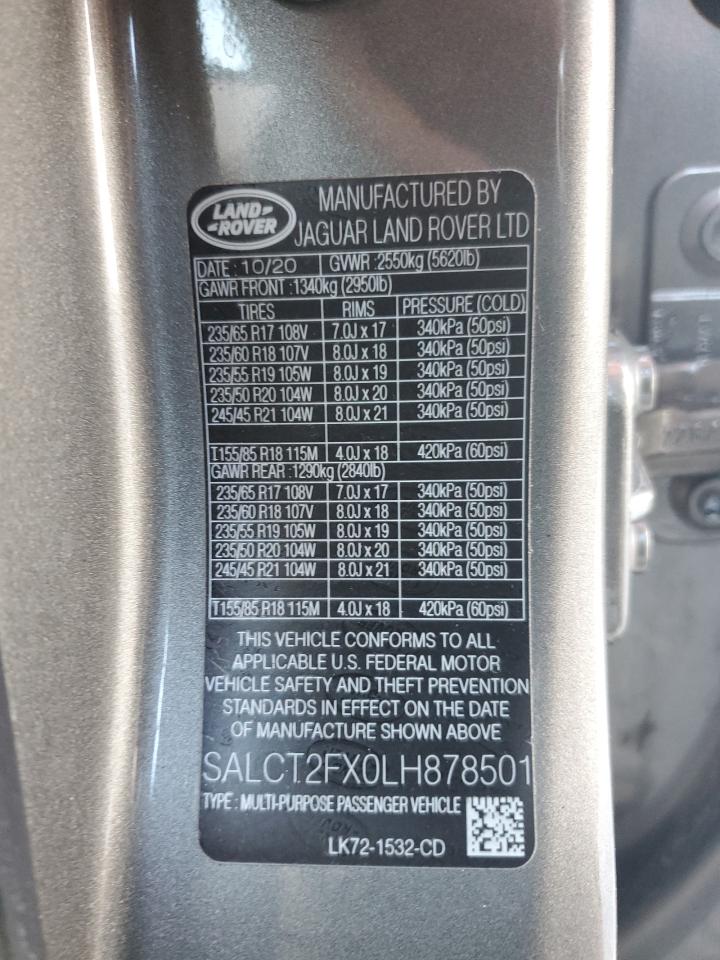 LAND ROVER
MANUFACTURED BY
JAGUAR LAND ROVER LTD
DATE : 10/20 GVWR :2550kg (5620lb)
GAWR FRONT :1340kg (2950lb)
TIRES RIMS PRESSURE (COLD)
235/65 R17 108V 7.0J x 17 340kPa (50psi)
235/60 R18 107V 8.0J x 18 340kPa (50psi)
235/55 R19 105W 8.0J x 19 340kPa (50psi)
235/50 R20 104W 8.0J x 20 340kPa (50psi)
245/45 R21 104W 8.0J x 21 340kPa (50psi)
T155/85 R18 115M 4.0J x 18 420kPa (60psi)
GAWR REAR :1290kg (2840lb)
235/65 R17 108V 7.0J x 17 340kPa (50psi)
235/60 R18 107V 8.0J x 18 340kPa (50psi)
235/55 R19 105W 8.0J x 19 340kPa (50psi)
235/50 R20 104W 8.0J x 20 340kPa (50psi)
245/45 R21 104W 8.0J x 21 340kPa (50psi)
T155/85 R18 115M 4.0J x 18 420kPa (60psi)
THIS VEHICLE CONFORMS TO ALL
APPLICABLE U.S. FEDERAL MOTOR
VEHICLE SAFETY AND THEFT PREVENTION
STANDARDS IN EFFECT ON THE DATE
OF MANUFACTURE SHOWN ABOVE
SALCT2FX0LH878501
TYPE : MULTI-PURPOSE PASSENGER VEHICLE
LK72-1532-CD